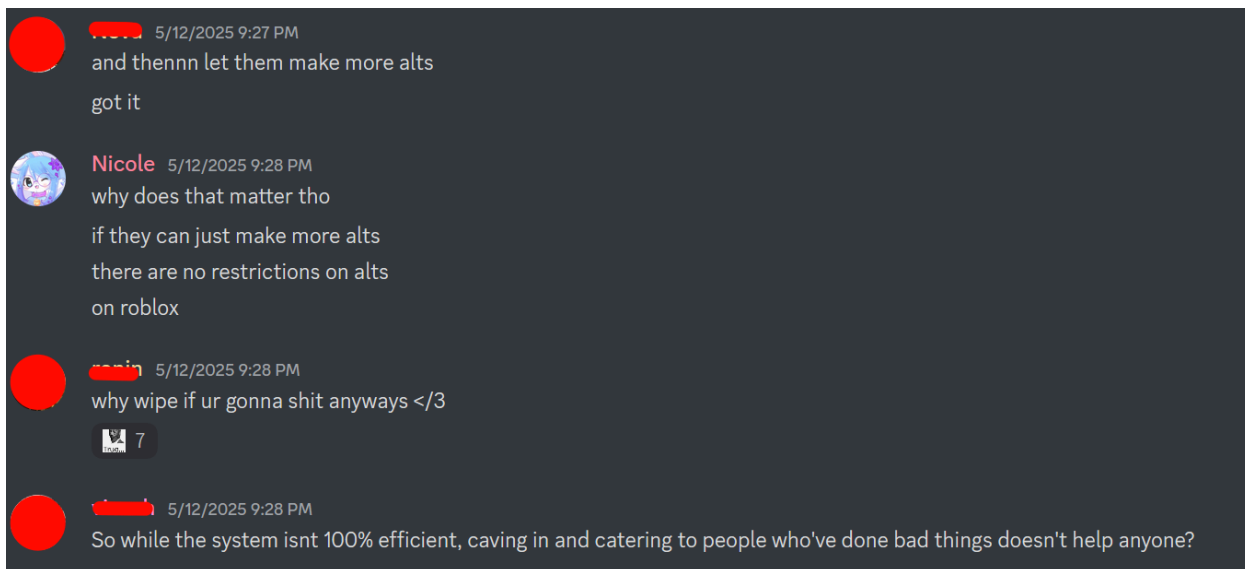 5/12/2025 9:27 PM
and thennn let them make more alts
got it
Nicole 5/12/2025 9:28 PM
why does that matter tho
if they can just make more alts
there are no restrictions on alts
on roblox
5/12/2025 9:28 PM
why wipe if ur gonna shit anyways </3
7
5/12/2025 9:28 PM
So while the system isnt 100% efficient, caving in and catering to people who've done bad things doesn't help anyone?